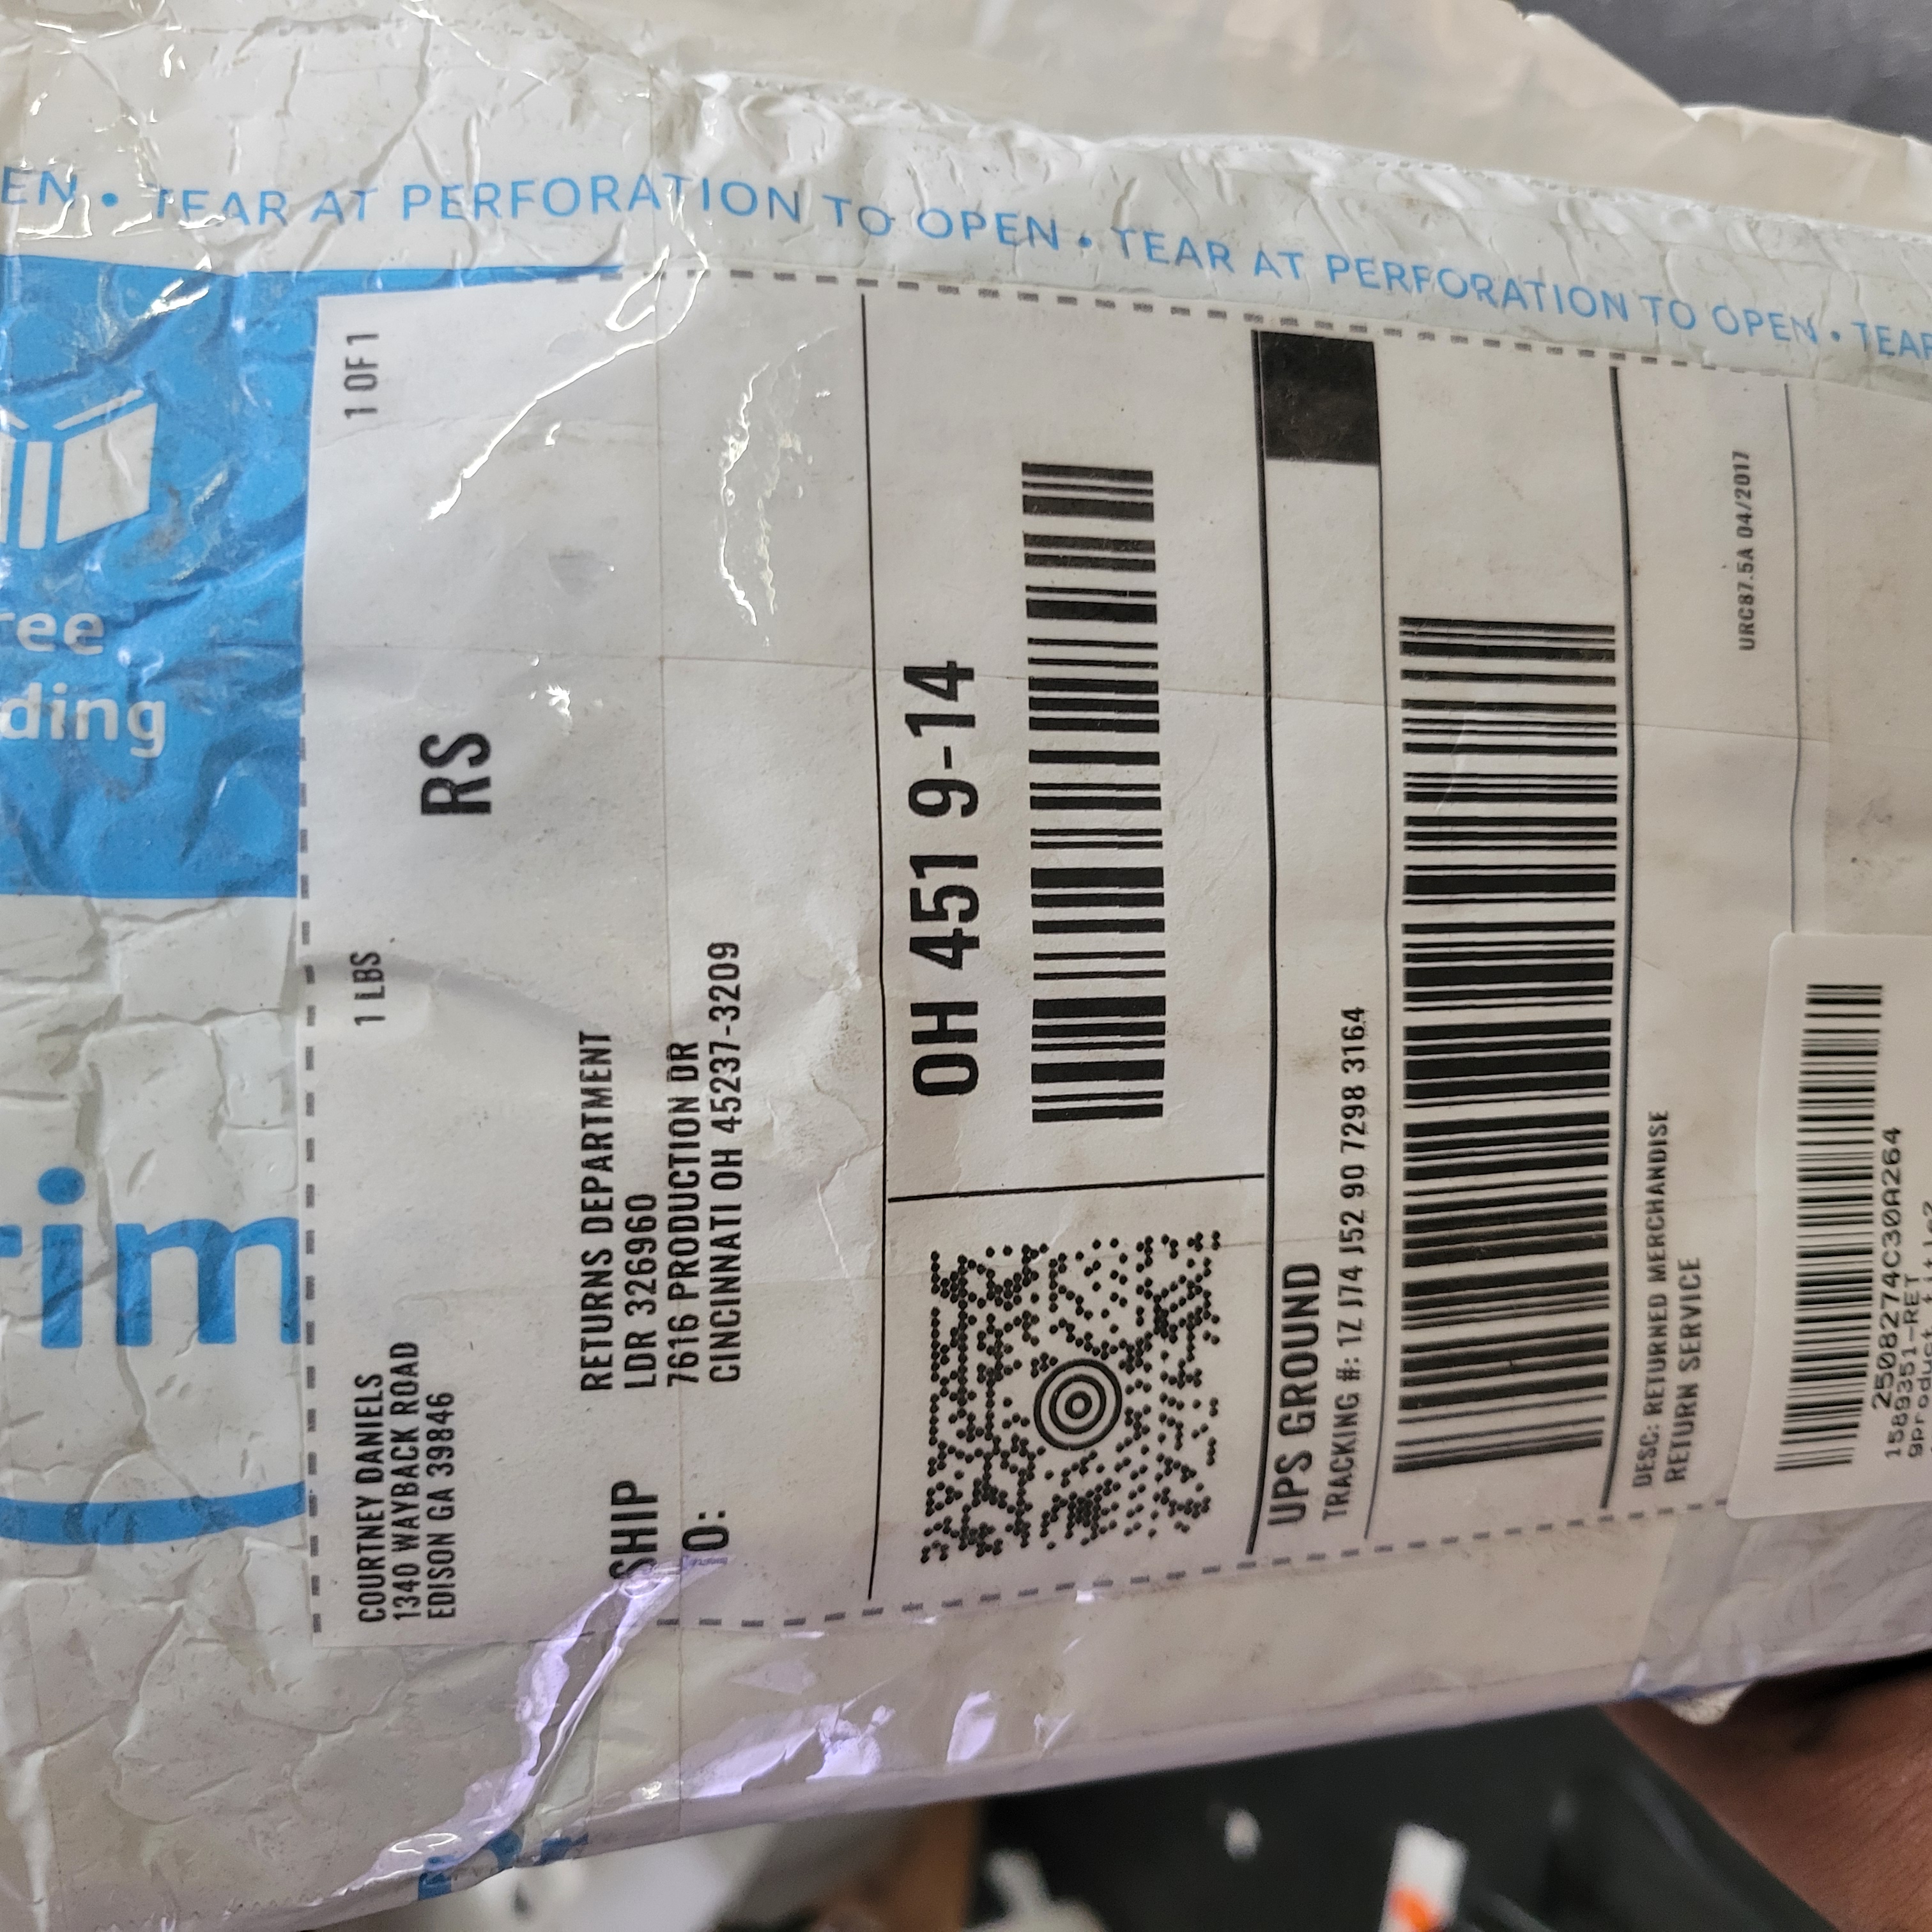 EN • TEAR AT PERFORATION TO OPEN • TEAR AT PERFORATION TO OPEN • TEAR
ree
ding
rim
COURTNEY DANIELS
1340 WAYBACK ROAD
EDISON GA 39846
1 LBS
1 OF 1
RS
SHIP
O:
RETURNS DEPARTMENT
LDR 326960
7616 PRODUCTION DR
CINCINNATI OH 45237-3209
OH 451 9-14
UPS GROUND
TRACKING #: 1Z J74 J52 90 7298 3164
DESC: RETURNED MERCHANDISE
RETURN SERVICE
URC87.5A 04/2017
2508274C30A264
1589351-RET